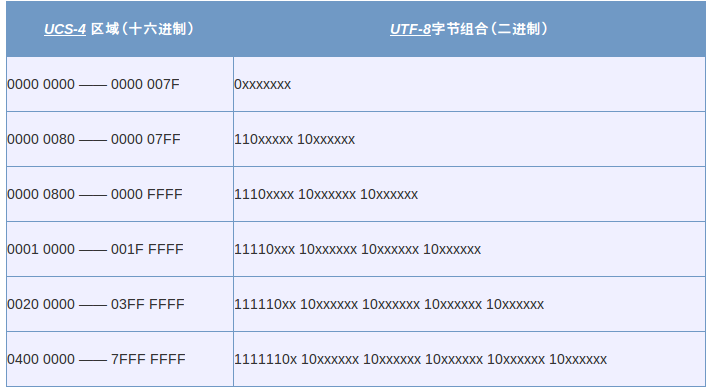 UCS-4 区域（十六进制） UTF-8字节组合（二进制）
0000 0000 —— 0000 007F 0xxxxxxx
0000 0080 —— 0000 07FF 110xxxxx 10xxxxxx
0000 0800 —— 0000 FFFF 1110xxxx 10xxxxxx 10xxxxxx
0001 0000 —— 001F FFFF 11110xxx 10xxxxxx 10xxxxxx 10xxxxxx
0020 0000 —— 03FF FFFF 111110xx 10xxxxxx 10xxxxxx 10xxxxxx 10xxxxxx
0400 0000 —— 7FFF FFFF 1111110x 10xxxxxx 10xxxxxx 10xxxxxx 10xxxxxx 10xxxxxx